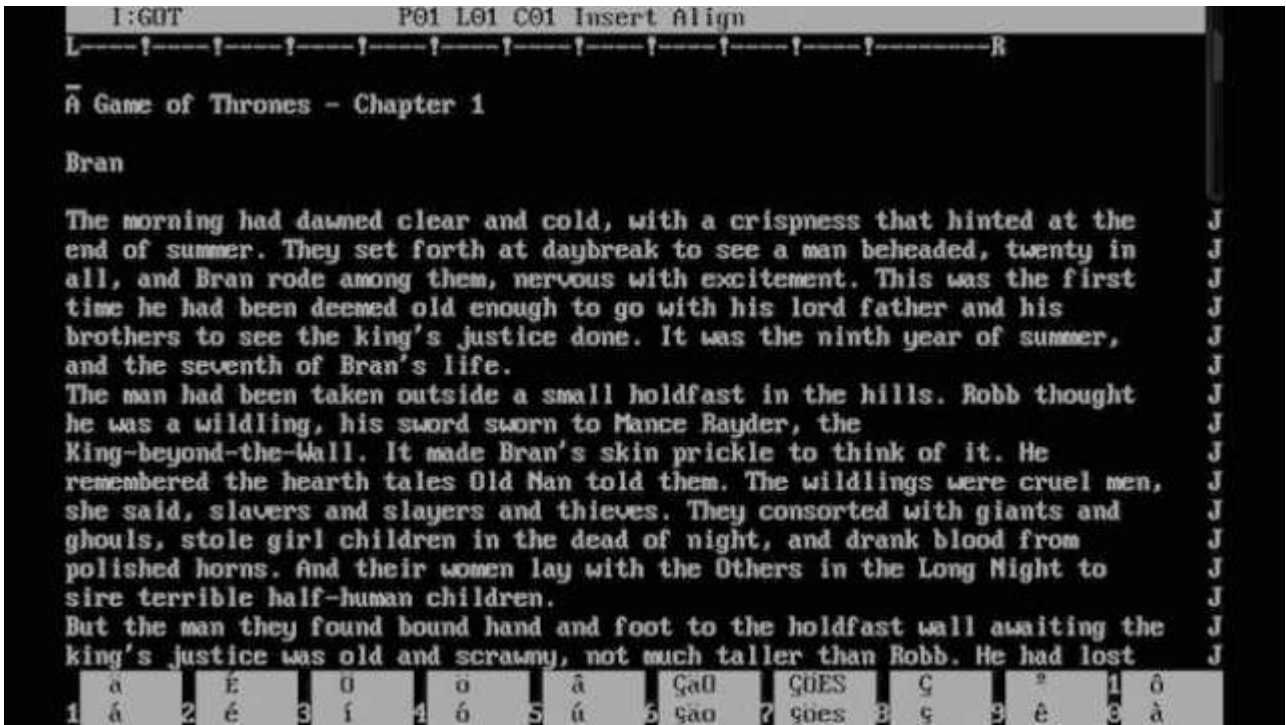 I:GOT P01 L01 C01 Insert Align
L----!----!----!----!----!----!----!----!----!----!----!--------R
A Game of Thrones - Chapter 1
Bran
The morning had dawned clear and cold, with a crispness that hinted at the J
end of summer. They set forth at daybreak to see a man beheaded, twenty in J
all, and Bran rode among them, nervous with excitement. This was the first J
time he had been deemed old enough to go with his lord father and his J
brothers to see the king's justice done. It was the ninth year of summer, J
and the seventh of Bran's life. J
The man had been taken outside a small holdfast in the hills. Robb thought J
he was a wildling, his sword sworn to Mance Rayder, the J
King-beyond-the-Wall. It made Bran's skin prickle to think of it. He J
remembered the hearth tales Old Nan told them. The wildlings were cruel men, J
she said, slavers and slayers and thieves. They consorted with giants and J
ghouls, stole girl children in the dead of night, and drank blood from J
polished horns. And their women lay with the Others in the Long Night to J
sire terrible half-human children. J
But the man they found bound hand and foot to the holdfast wall awaiting the J
king's justice was old and scrawny, not much taller than Robb. He had lost J
É Ç º 1 ô
1 á 2 é 3 í 4 ó 5 ú 6 ção 7 ções 8 ç 9 ê 0 à